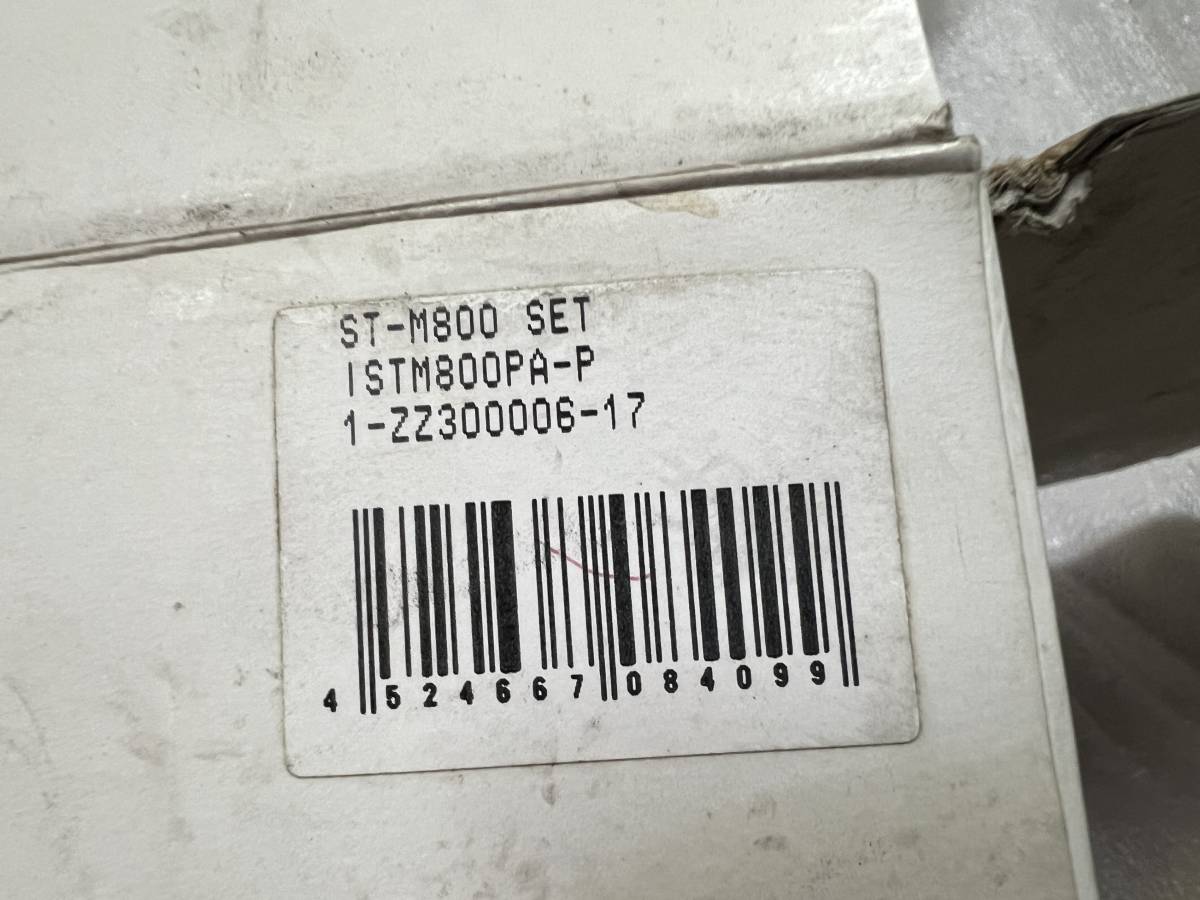 ST-M800 SET
ISTM800PA-P
1-ZZ300006-17
4 524667 084099